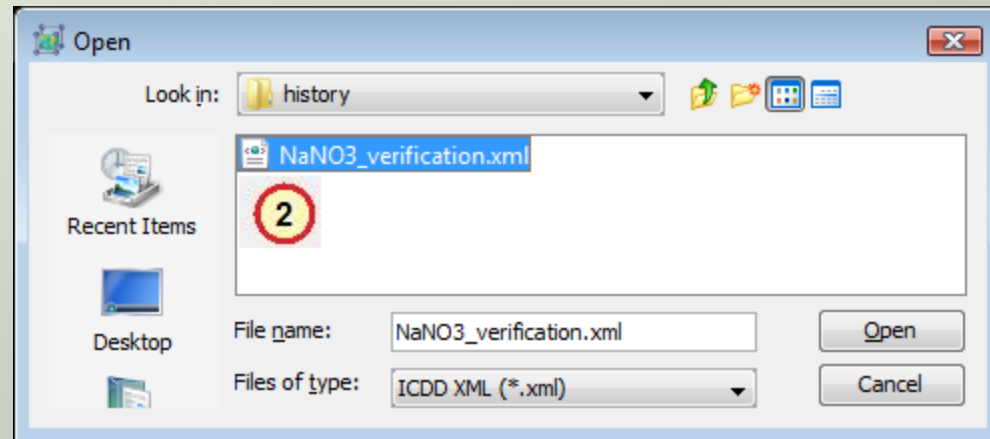 Open
Look in:
history
NaNO3_verification.xml
2
Recent Items
Desktop
File name:
NaNO3_verification.xml
Open
Files of type:
ICDD XML (*.xml)
Cancel